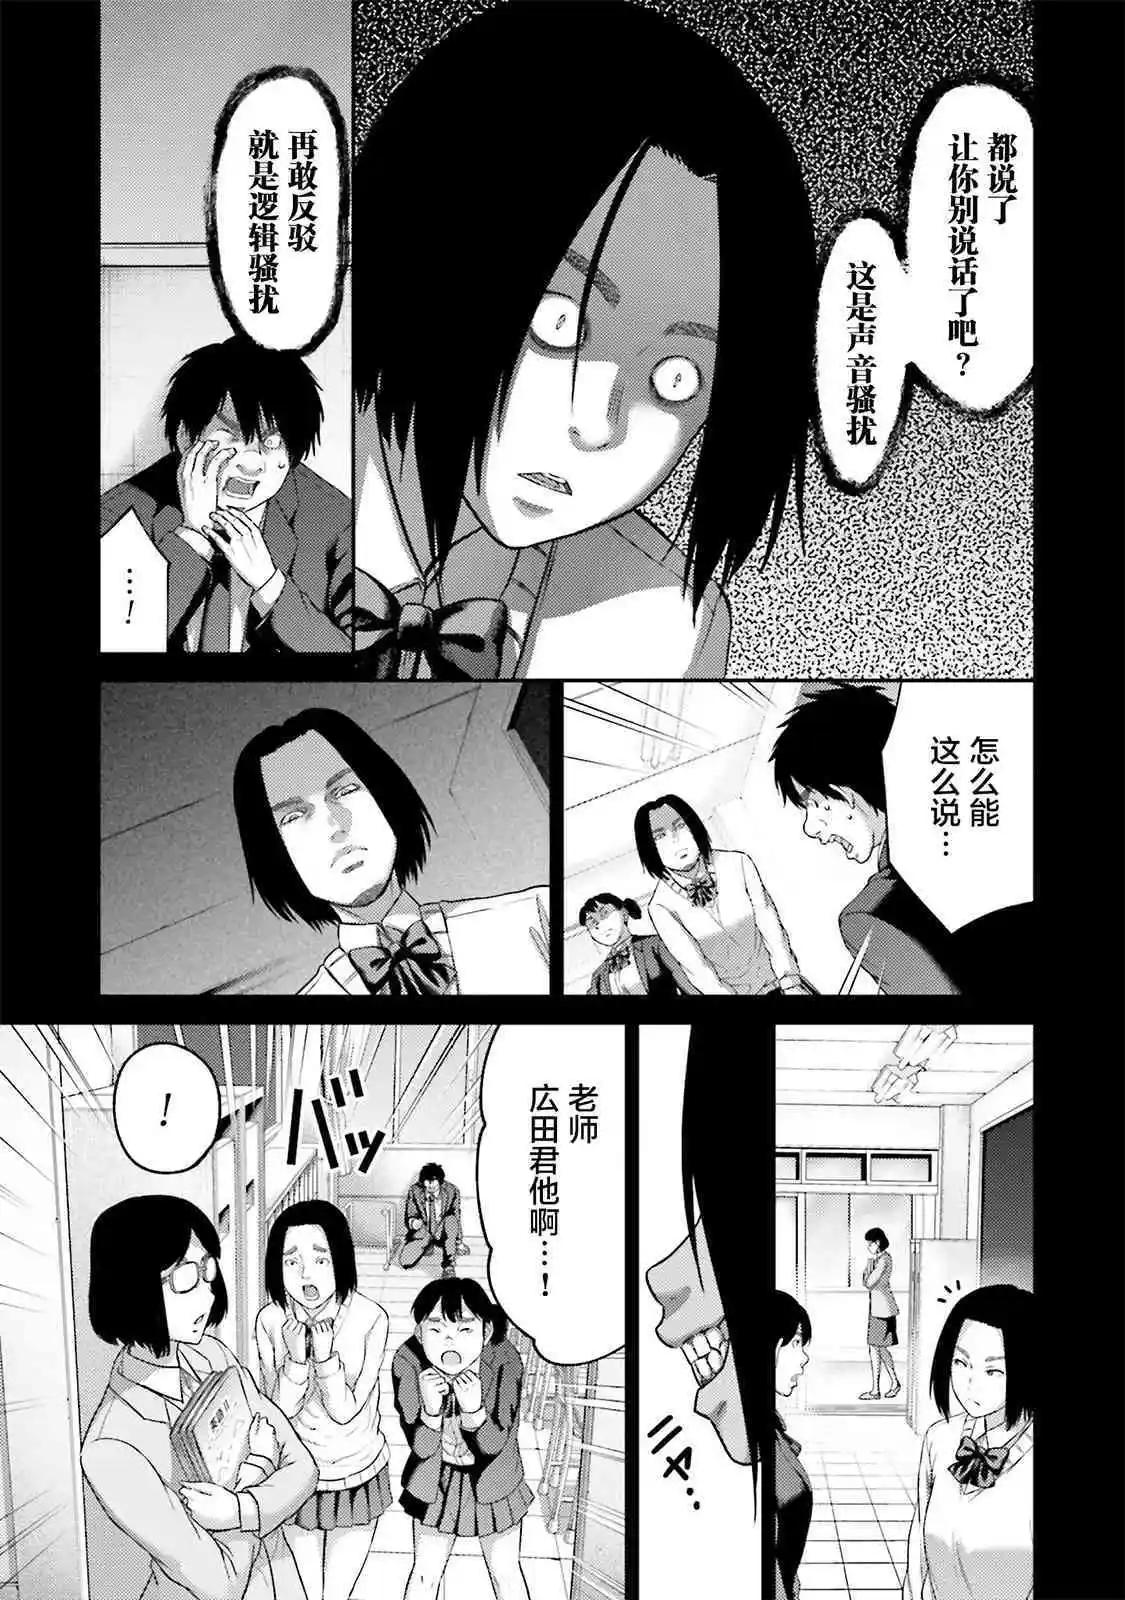 都说了
让你别说话了吧？
这是声音骚扰
再敢反驳
就是逻辑骚扰
…！
怎么能
这么说…
ニヤ…
老师
広田君他啊…！
バッ
！